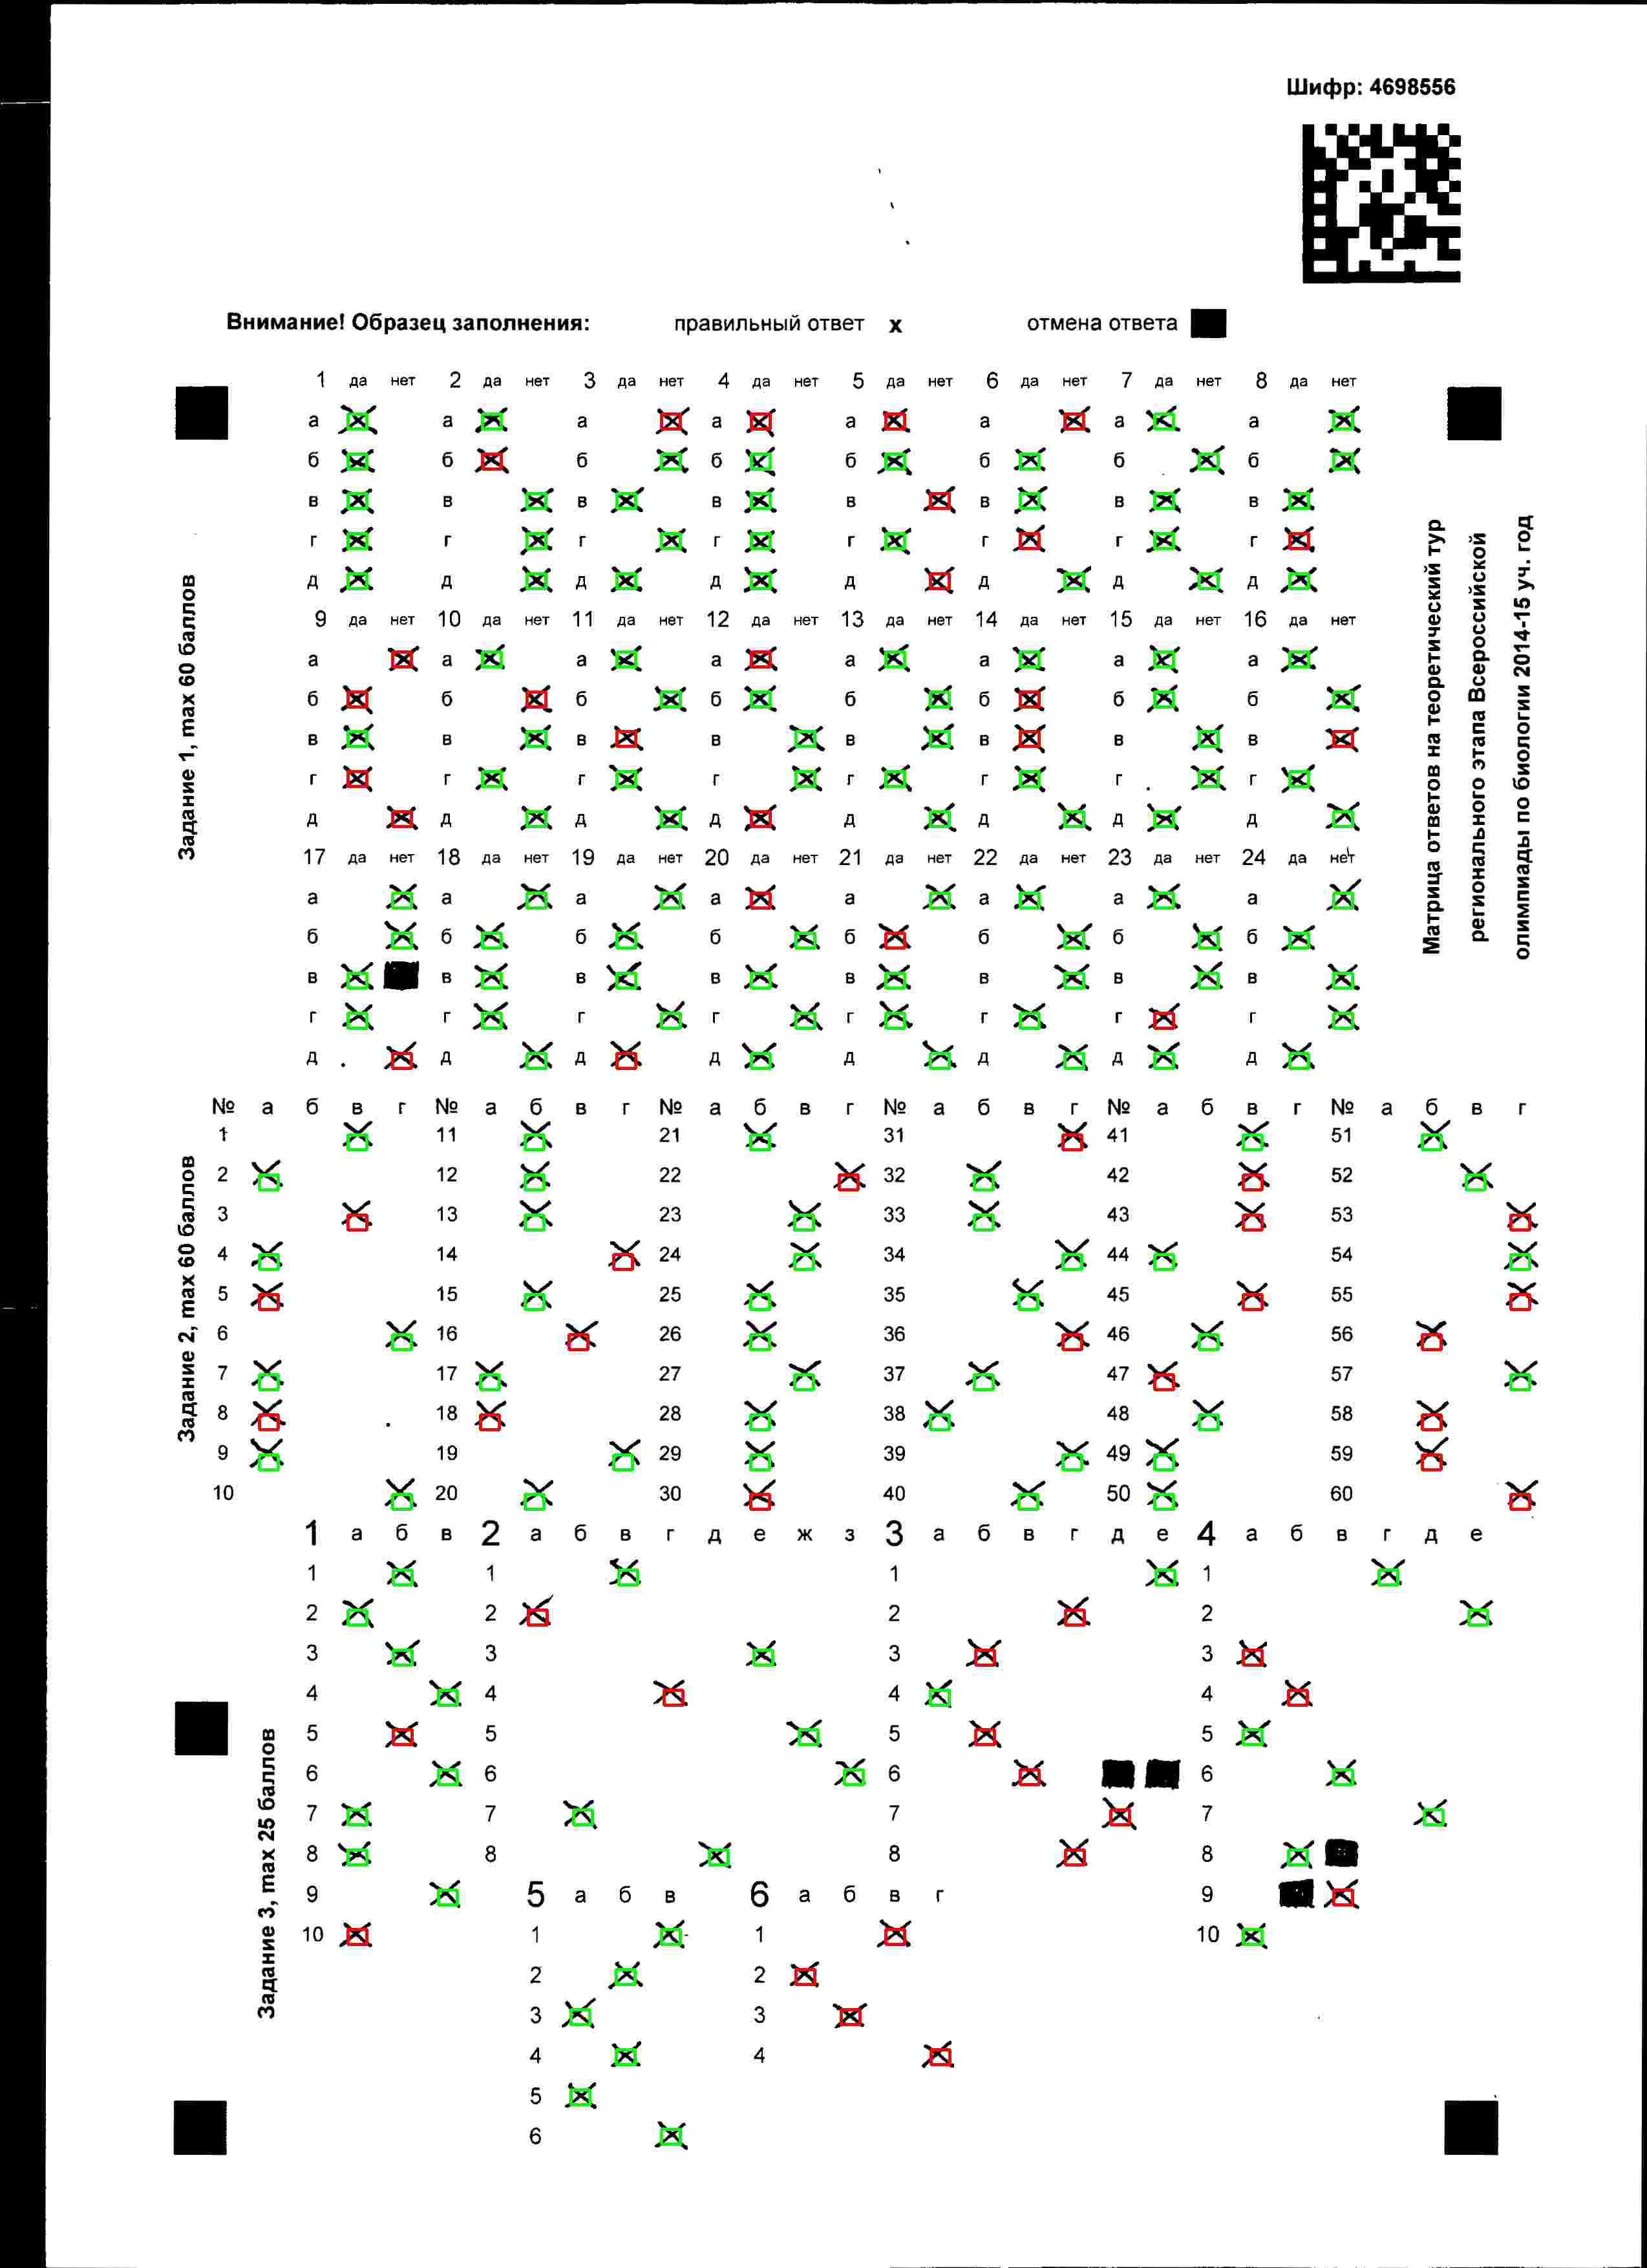 Шифр: 4698556
Внимание! Образец заполнения: правильный ответ x отмена ответа
1 да нет 2 да нет 3 да нет 4 да нет 5 да нет 6 да нет 7 да нет 8 да нет
а а а а а а а а
б б б б б б б б
в в в в в в в в
г г г г г г г г
д д д д д д д д
9 да нет 10 да нет 11 да нет 12 да нет 13 да нет 14 да нет 15 да нет 16 да нет
а а а а а а а а
б б б б б б б б
в в в в в в в в
г г г г г г г г
д д д д д д д д
17 да нет 18 да нет 19 да нет 20 да нет 21 да нет 22 да нет 23 да нет 24 да нет
а а а а а а а а
б б б б б б б б
в в в в в в в в
г г г г г г г г
д д д д д д д д
Задание 1, max 60 баллов
Матрица ответов на теоретический тур
регионального этапа Всероссийской
олимпиады по биологии 2014-15 уч. год
№ а б в г № а б в г № а б в г № а б в г № а б в г № а б в г
1 11 21 31 41 51
2 12 22 32 42 52
3 13 23 33 43 53
4 14 24 34 44 54
5 15 25 35 45 55
6 16 26 36 46 56
7 17 27 37 47 57
8 18 28 38 48 58
9 19 29 39 49 59
10 20 30 40 50 60
Задание 2, max 60 баллов
1 а б в 2 а б в г д е ж з 3 а б в г д е 4 а б в г д е
1 1 1 1
2 2 2 2
3 3 3 3
4 4 4 4
5 5 5 5
6 6 6 6
7 7 7 7
8 8 8 8
9 5 а б в 6 а б в г 9
10 1 1 10
2 2
3 3
4 4
5
6
Задание 3, max 25 баллов